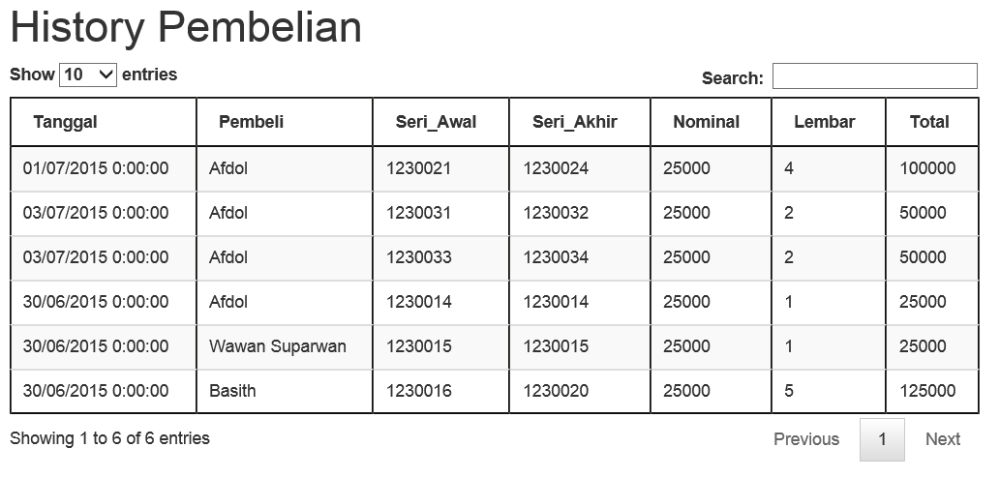 History Pembelian
Show 10 entries Search:
Tanggal Pembeli Seri_Awal Seri_Akhir Nominal Lembar Total
01/07/2015 0:00:00 Afdol 1230021 1230024 25000 4 100000
03/07/2015 0:00:00 Afdol 1230031 1230032 25000 2 50000
03/07/2015 0:00:00 Afdol 1230033 1230034 25000 2 50000
30/06/2015 0:00:00 Afdol 1230014 1230014 25000 1 25000
30/06/2015 0:00:00 Wawan Suparwan 1230015 1230015 25000 1 25000
30/06/2015 0:00:00 Basith 1230016 1230020 25000 5 125000
Showing 1 to 6 of 6 entries Previous 1 Next